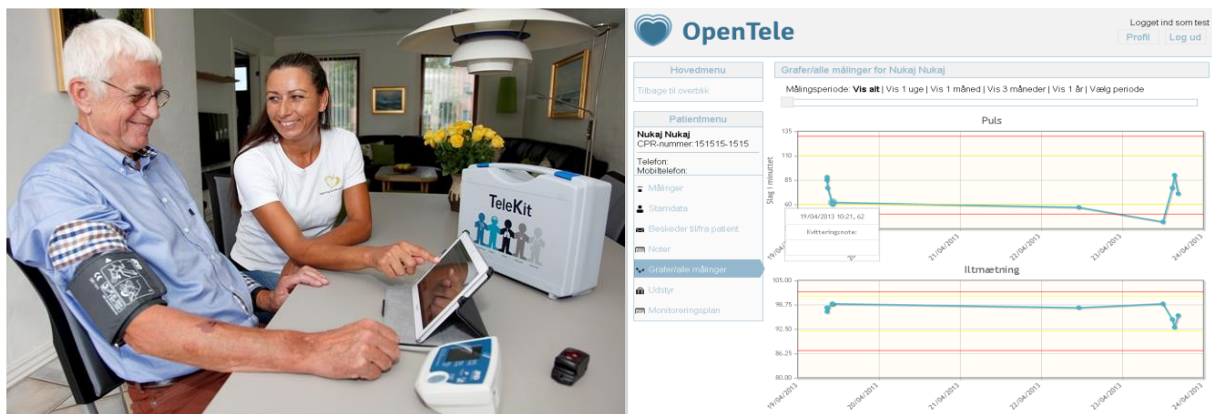 TeleKit
OpenTele
Logget ind som test
Profil Log ud
Hovedmenu
Tilbage til overblik
Patientmenu
Nukaj Nukaj
CPR-nummer:151515-1515
Telefon:
Mobiltelefon:
Målinger
Stamdata
Beskeder til/fra patient
Noter
Grafer/alle målinger
Udstyr
Monitoreringsplan
Grafer/alle målinger for Nukaj Nukaj
Målingsperiode: Vis alt | Vis 1 uge | Vis 1 måned | Vis 3 måneder | Vis 1 år | Vælg periode
Puls
Slag i minuttet
135
110
85
60
19/04/2013 10:21, 62
Kvitteringsnote:
21/04/2013
22/04/2013
23/04/2013
24/04/2013
Iltmætning
105.00
98.75
92.50
86.25
80.00
19/04/2013
20/04/2013
21/04/2013
22/04/2013
23/04/2013
24/04/2013